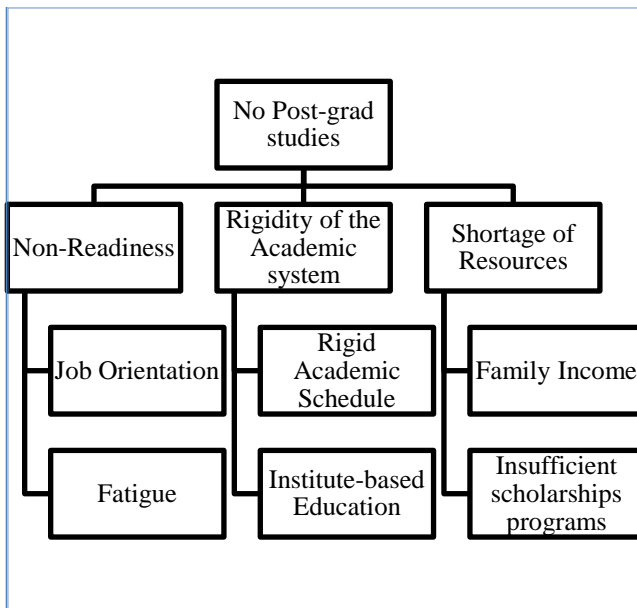 No Post-grad
studies
Non-Readiness
Rigidity of the
Academic
system
Shortage of
Resources
Job Orientation
Rigid
Academic
Schedule
Family Income
Fatigue
Institute-based
Education
Insufficient
scholarships
programs